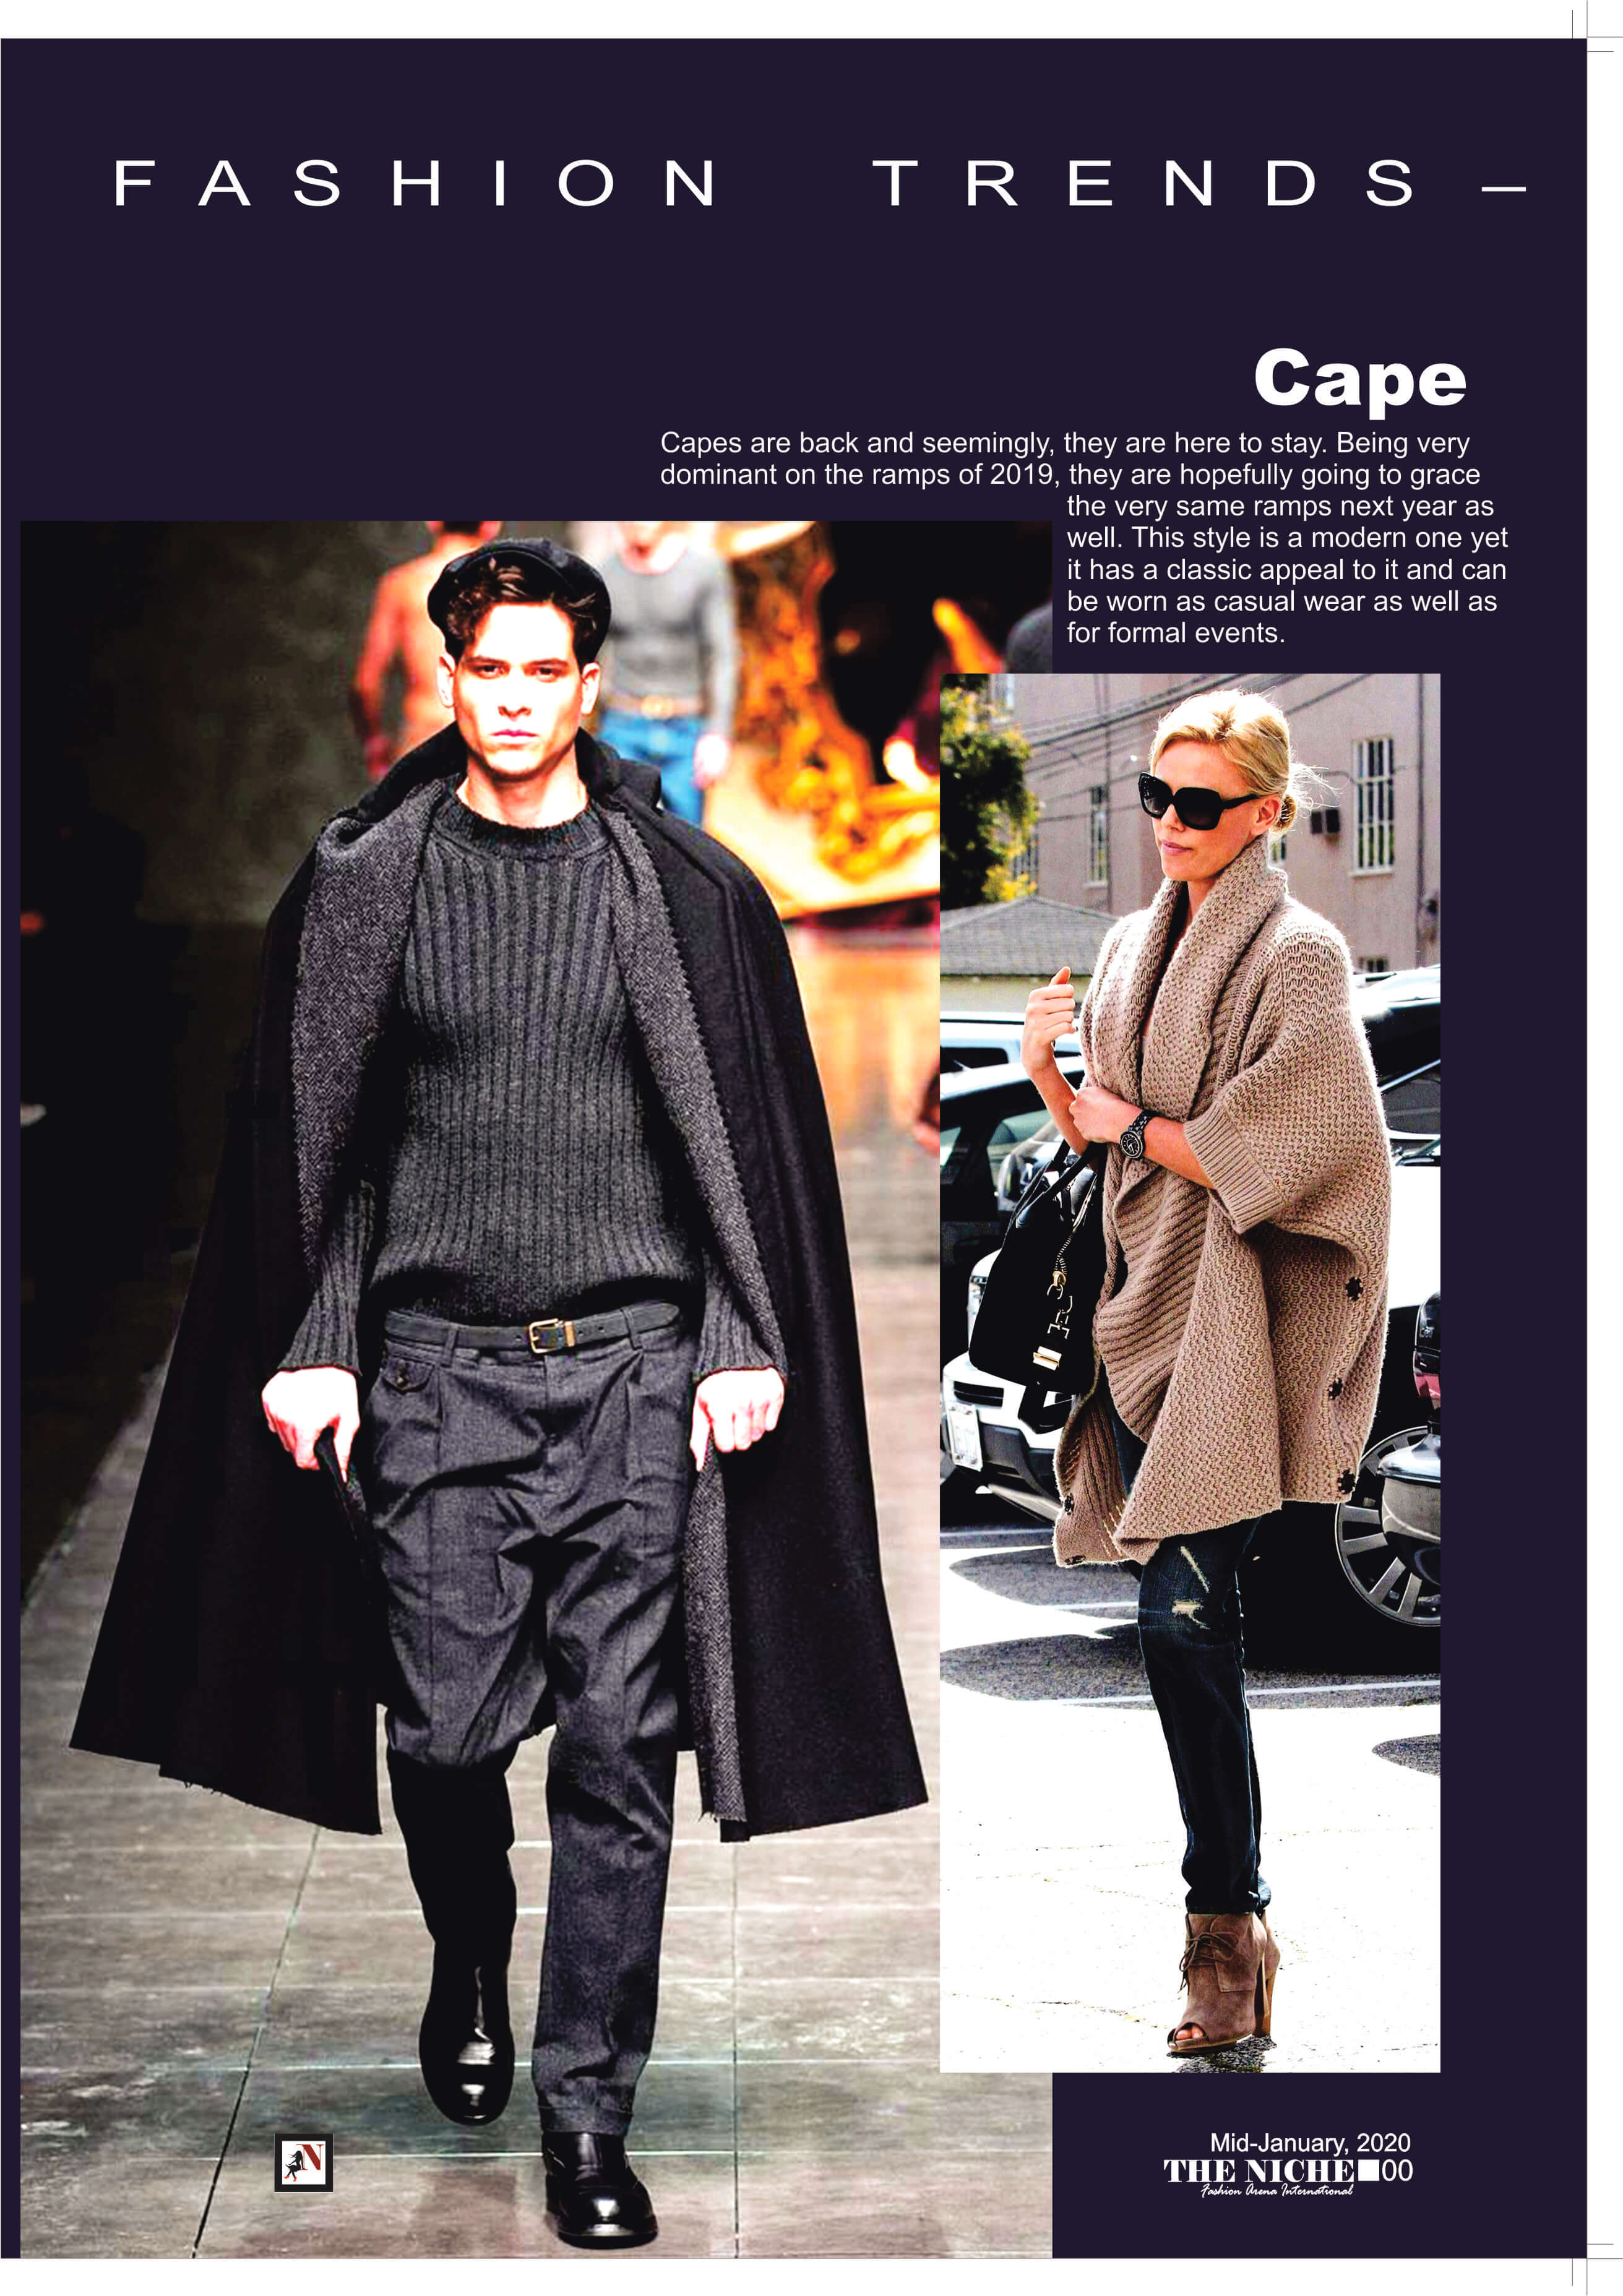 FASHION TRENDS –
Cape
Capes are back and seemingly, they are here to stay. Being very
dominant on the ramps of 2019, they are hopefully going to grace
the very same ramps next year as
well. This style is a modern one yet
it has a classic appeal to it and can
be worn as casual wear as well as
for formal events.
N
Mid-January, 2020
THE NICHE■00
Fashion Arena International